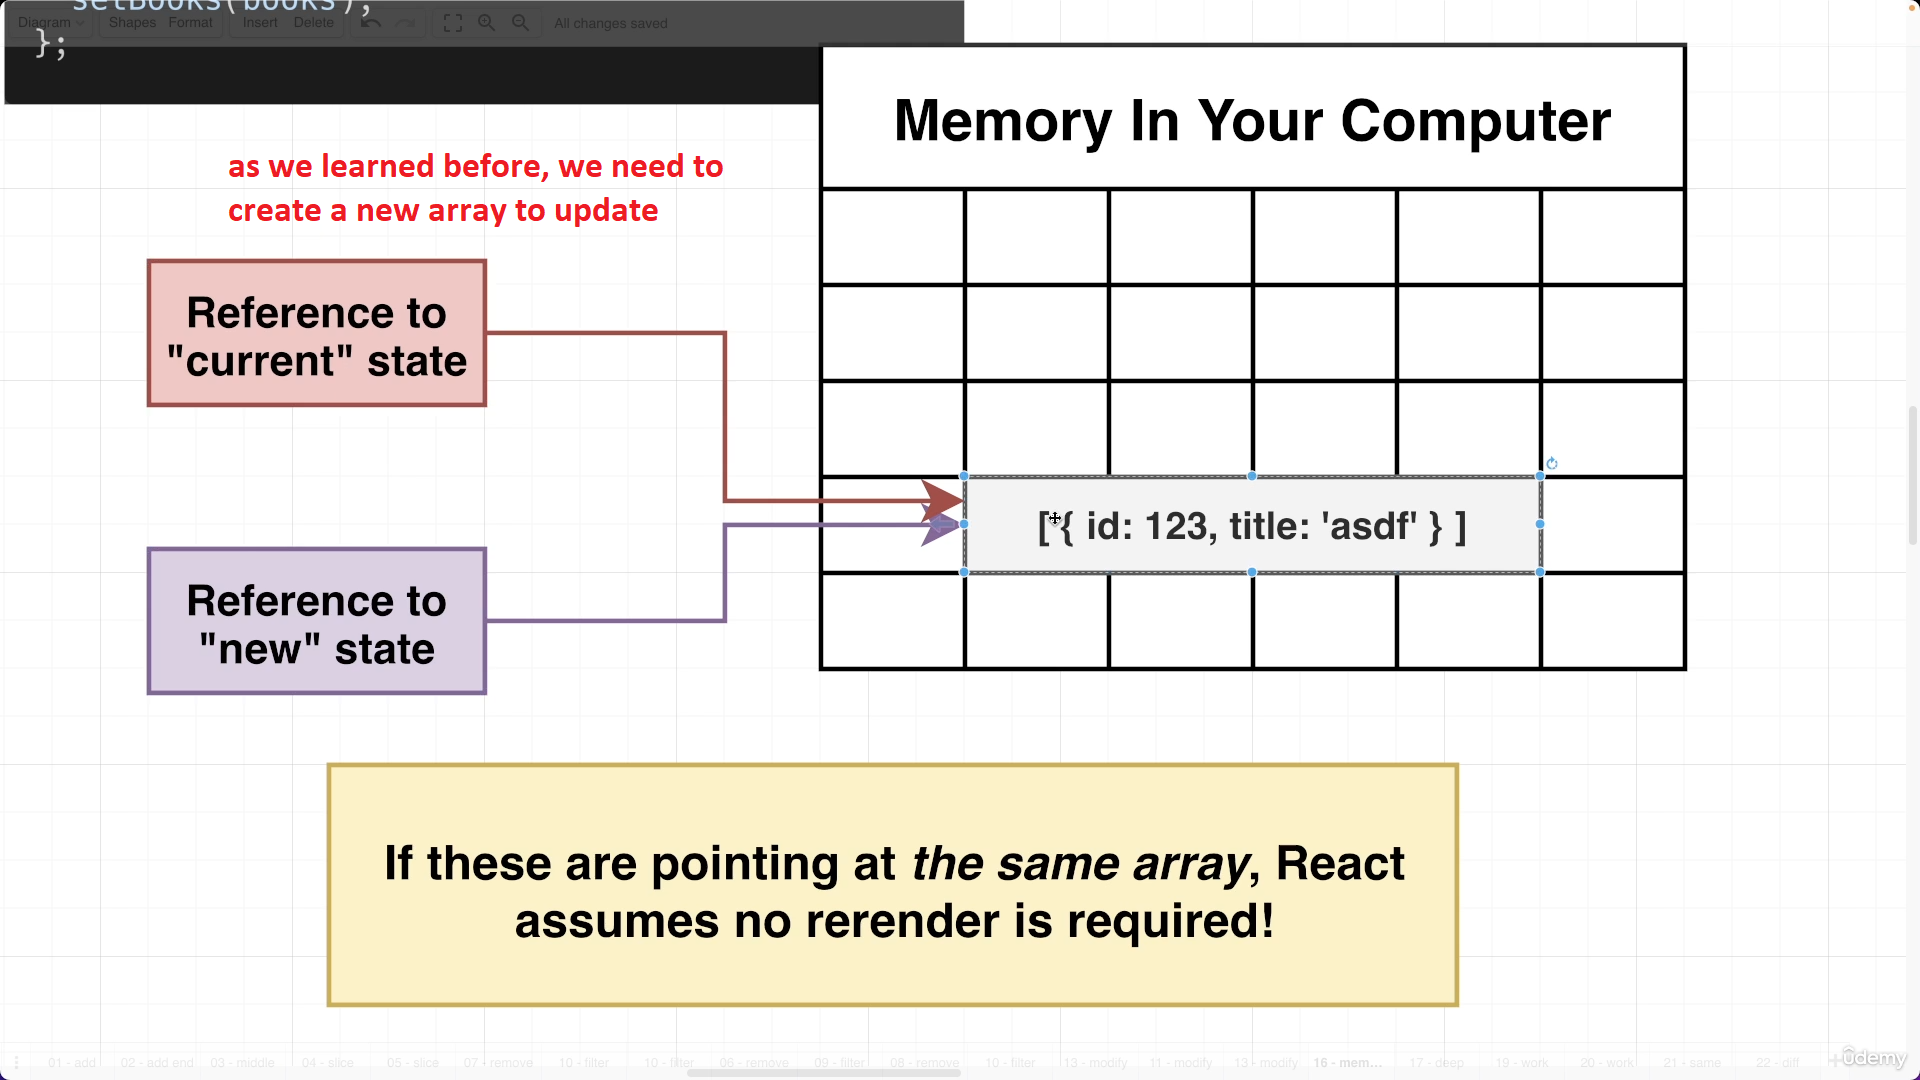 setBooks(books);
};
Diagram Shapes Format Insert Delete All changes saved
Memory In Your Computer
as we learned before, we need to
create a new array to update
Reference to
"current" state
[ { id: 123, title: 'asdf' } ]
Reference to
"new" state
If these are pointing at the same array, React
assumes no rerender is required!
01 - add 02 - add end 03 - middle 04 - slice 05 - slice 07 - remove 10 - filter 10 - filter 06 - remove 09 - filter 08 - remove 10 - filter 13 - modify 11 - modify 13 - modify 16 - mem... 17 - deep 19 - work 20 - work 21 - same 22 - diff
ûdemy